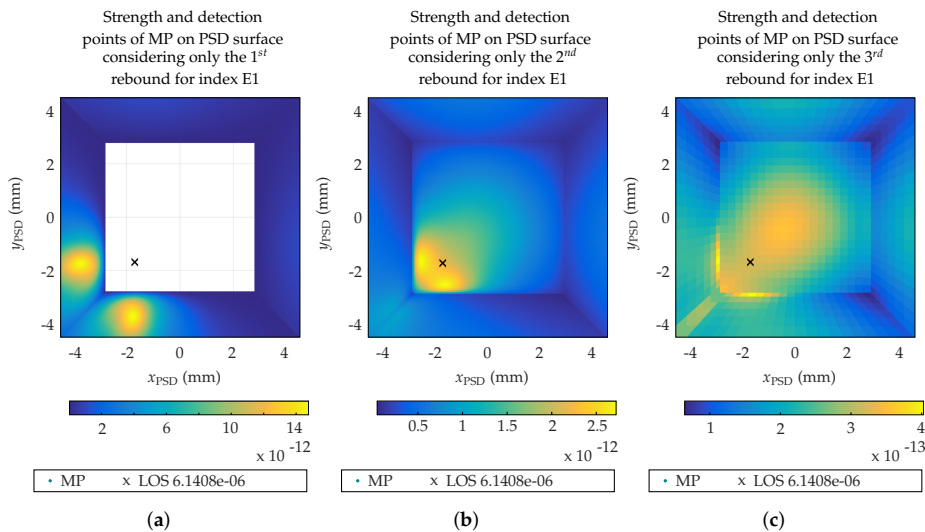 Strength and detection
points of MP on PSD surface
considering only the 1st
rebound for index E1
4
2
0
-2
-4
yPSD (mm)
-4 -2 0 2 4
xPSD (mm)
2 6 10 14
x 10 -12
• MP x LOS 6.1408e-06
(a)
Strength and detection
points of MP on PSD surface
considering only the 2nd
rebound for index E1
4
2
0
-2
-4
yPSD (mm)
-4 -2 0 2 4
xPSD (mm)
0.5 1 1.5 2 2.5
x 10 -12
• MP x LOS 6.1408e-06
(b)
Strength and detection
points of MP on PSD surface
considering only the 3rd
rebound for index E1
4
2
0
-2
-4
yPSD (mm)
-4 -2 0 2 4
xPSD (mm)
1 2 3 4
x 10 -13
• MP x LOS 6.1408e-06
(c)